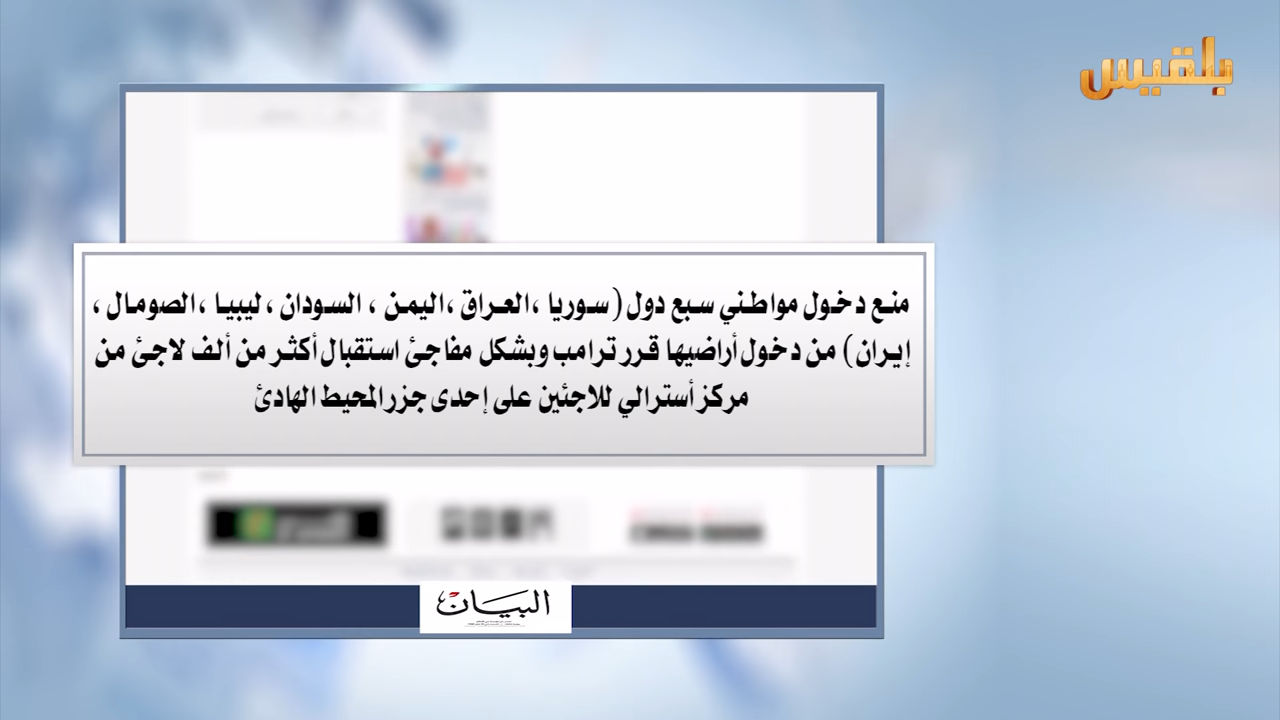 بلقيس
منع دخول مواطني سبع دول (سوريا ،العراق ،اليمن ، السودان ، ليبيا ،الصومال ،
إيران) من دخول أراضيها قرر ترامب وبشكل مفاجئ استقبال أكثر من ألف لاجئ من
مركز أسترالي للاجئين على إحدى جزر المحيط الهادئ
البيان